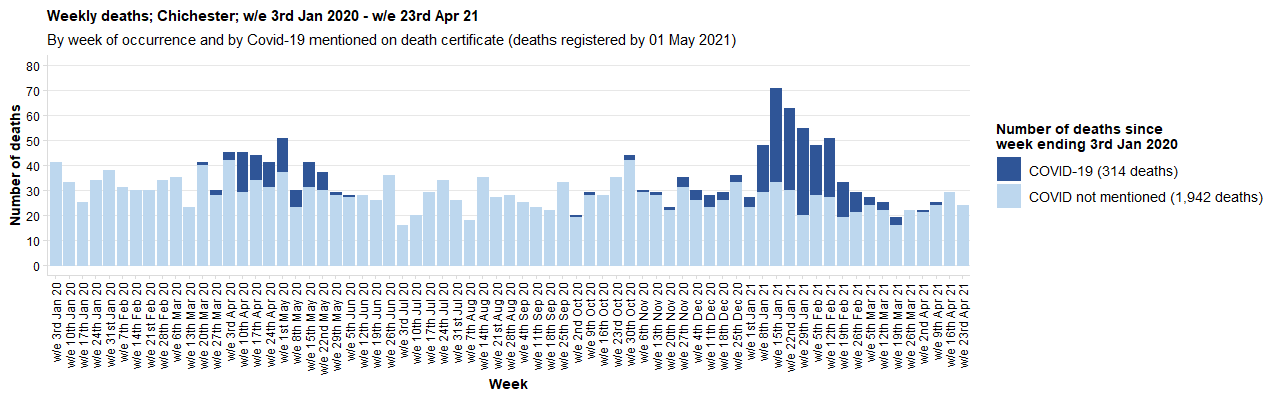 Weekly deaths; Chichester; w/e 3rd Jan 2020 - w/e 23rd Apr 21
By week of occurrence and by Covid-19 mentioned on death certificate (deaths registered by 01 May 2021)
Number of deaths
80
70
60
50
40
30
20
10
0
w/e 3rd Jan 20
w/e 10th Jan 20
w/e 17th Jan 20
w/e 24th Jan 20
w/e 31st Jan 20
w/e 7th Feb 20
w/e 14th Feb 20
w/e 21st Feb 20
w/e 28th Feb 20
w/e 6th Mar 20
w/e 13th Mar 20
w/e 20th Mar 20
w/e 27th Mar 20
w/e 3rd Apr 20
w/e 10th Apr 20
w/e 17th Apr 20
w/e 24th Apr 20
w/e 1st May 20
w/e 8th May 20
w/e 15th May 20
w/e 22nd May 20
w/e 29th May 20
w/e 5th Jun 20
w/e 12th Jun 20
w/e 19th Jun 20
w/e 26th Jun 20
w/e 3rd Jul 20
w/e 10th Jul 20
w/e 17th Jul 20
w/e 24th Jul 20
w/e 31st Jul 20
w/e 7th Aug 20
w/e 14th Aug 20
w/e 21st Aug 20
w/e 28th Aug 20
w/e 4th Sep 20
w/e 11th Sep 20
w/e 18th Sep 20
w/e 25th Sep 20
w/e 2nd Oct 20
w/e 9th Oct 20
w/e 16th Oct 20
w/e 23rd Oct 20
w/e 30th Oct 20
w/e 6th Nov 20
w/e 13th Nov 20
w/e 20th Nov 20
w/e 27th Nov 20
w/e 4th Dec 20
w/e 11th Dec 20
w/e 18th Dec 20
w/e 25th Dec 20
w/e 1st Jan 21
w/e 8th Jan 21
w/e 15th Jan 21
w/e 22nd Jan 21
w/e 29th Jan 21
w/e 5th Feb 21
w/e 12th Feb 21
w/e 19th Feb 21
w/e 26th Feb 21
w/e 5th Mar 21
w/e 12th Mar 21
w/e 19th Mar 21
w/e 26th Mar 21
w/e 2nd Apr 21
w/e 9th Apr 21
w/e 16th Apr 21
w/e 23rd Apr 21
Week
Number of deaths since
week ending 3rd Jan 2020
COVID-19 (314 deaths)
COVID not mentioned (1,942 deaths)